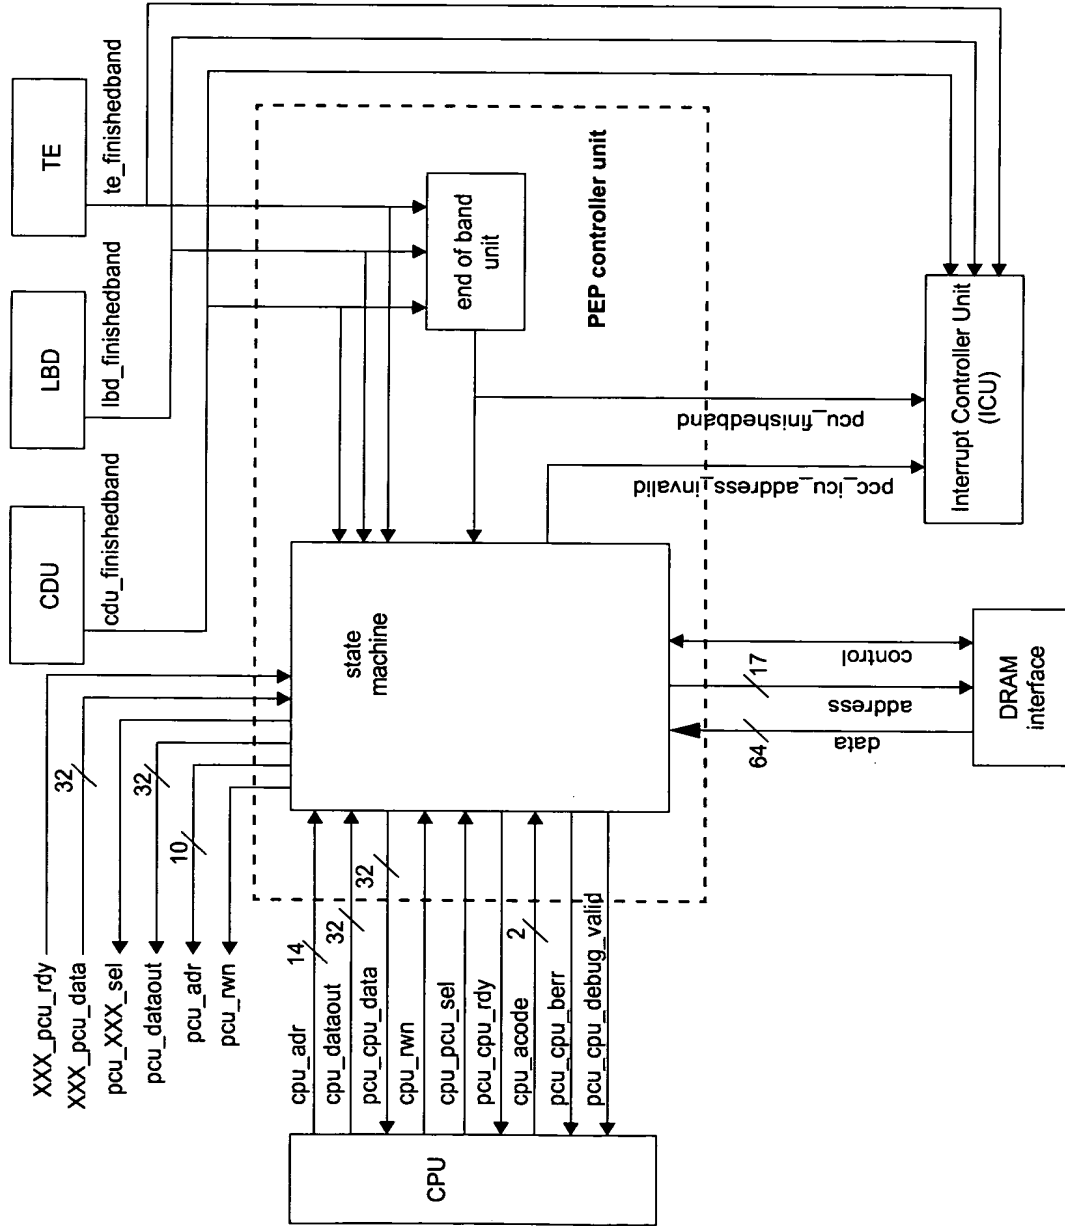 XXX_pcu_rdy
XXX_pcu_data
32
pcu_XXX_sel
pcu_dataout
32
pcu_adr
10
pcu_rwn
CDU
cdu_finishedband
LBD
lbd_finishedband
TE
te_finishedband
CPU
cpu_adr
14
cpu_dataout
32
pcu_cpu_data
32
cpu_rwn
cpu_pcu_sel
pcu_cpu_rdy
cpu_acode
2
pcu_cpu_berr
pcu_cpu_debug_valid
state
machine
end of band
unit
PEP controller unit
data
64
address
17
control
DRAM
interface
pcc_icu_address_invalid
pcu_finishedband
Interrupt Controller Unit
(ICU)